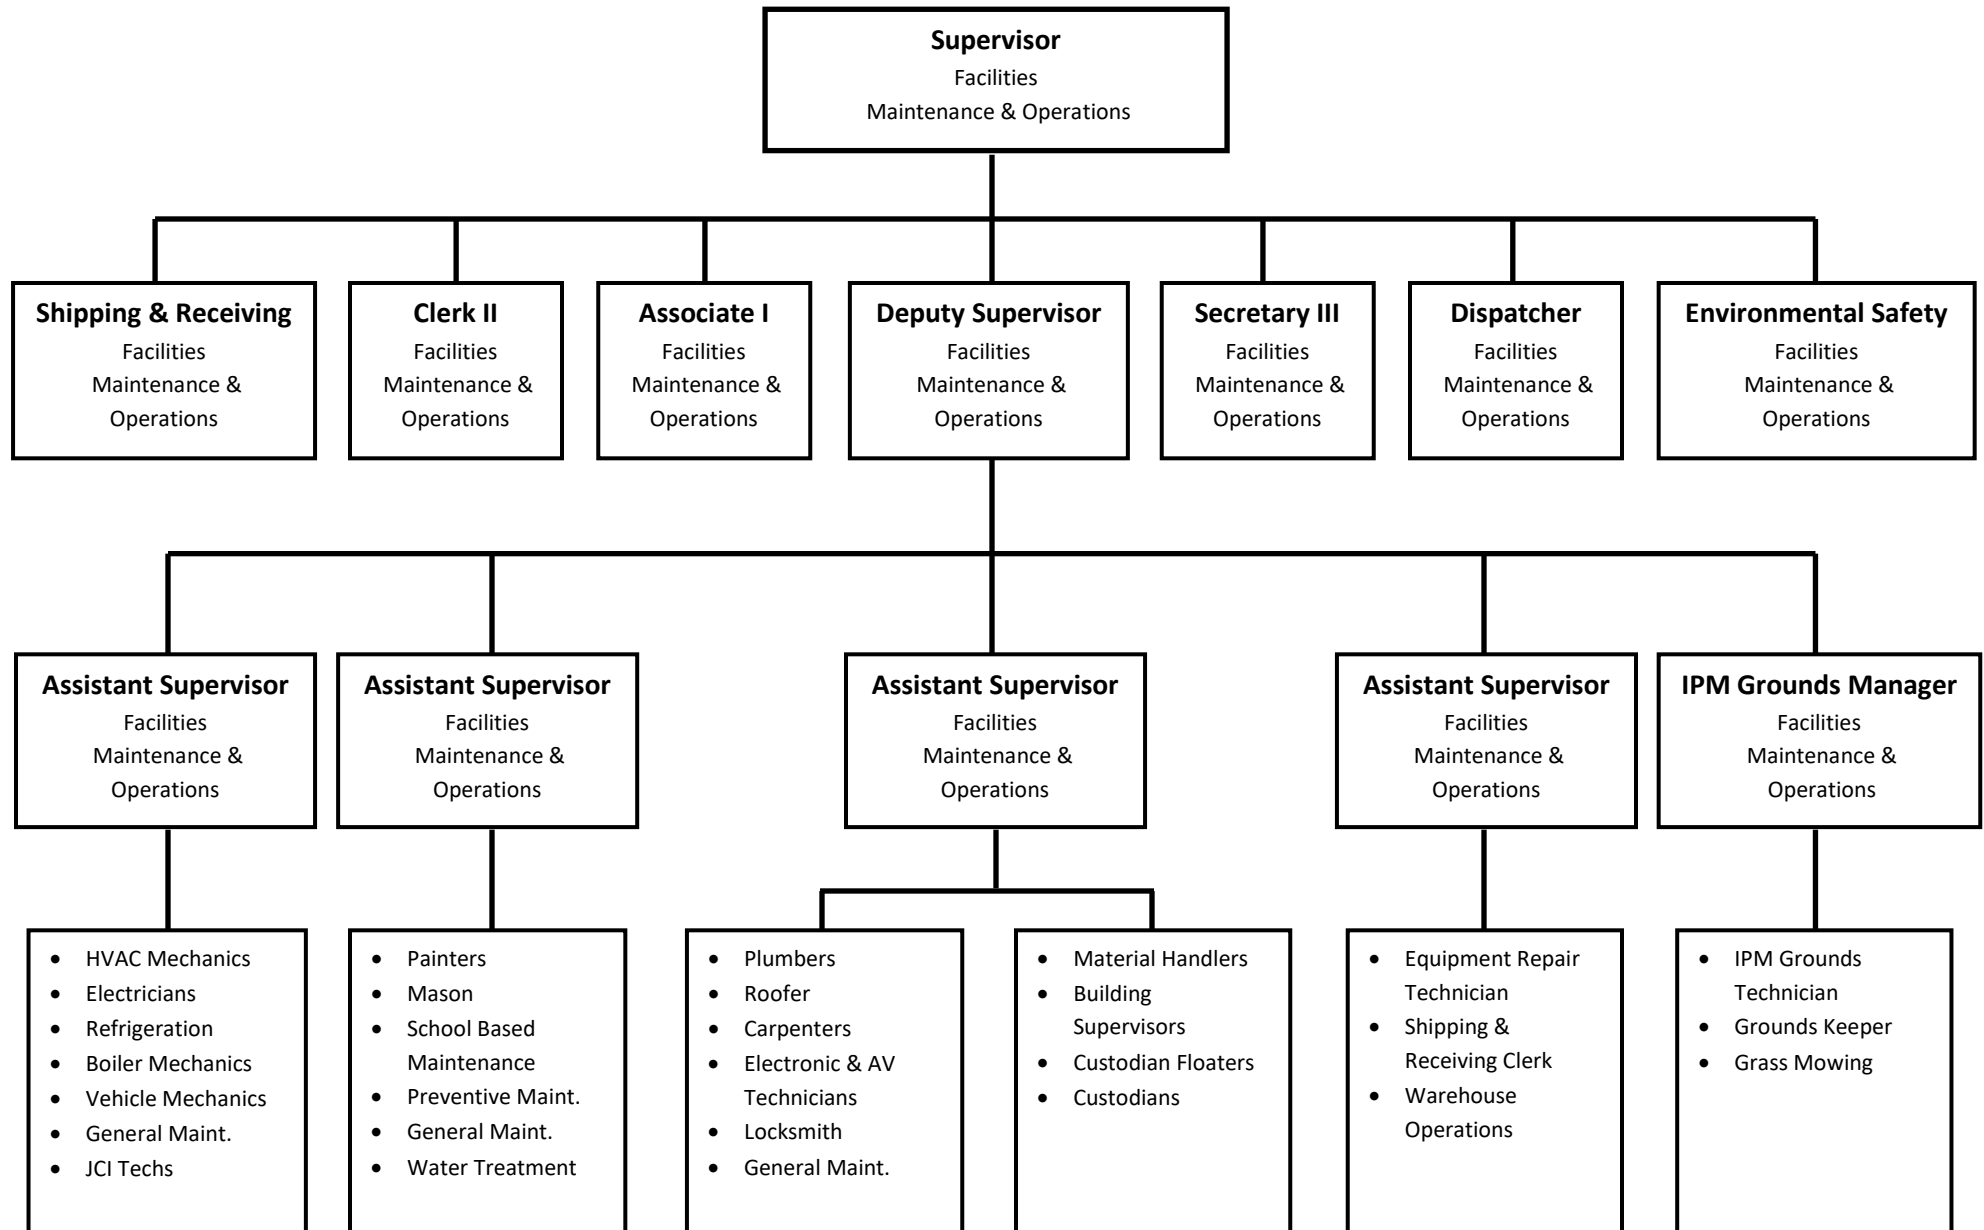 Supervisor
Facilities
Maintenance & Operations
Shipping & Receiving
Facilities
Maintenance &
Operations
Clerk II
Facilities
Maintenance &
Operations
Associate I
Facilities
Maintenance &
Operations
Deputy Supervisor
Facilities
Maintenance &
Operations
Secretary III
Facilities
Maintenance &
Operations
Dispatcher
Facilities
Maintenance &
Operations
Environmental Safety
Facilities
Maintenance &
Operations
Assistant Supervisor
Facilities
Maintenance &
Operations
Assistant Supervisor
Facilities
Maintenance &
Operations
Assistant Supervisor
Facilities
Maintenance &
Operations
Assistant Supervisor
Facilities
Maintenance &
Operations
IPM Grounds Manager
Facilities
Maintenance &
Operations
• HVAC Mechanics
• Electricians
• Refrigeration
• Boiler Mechanics
• Vehicle Mechanics
• General Maint.
• JCI Techs
• Painters
• Mason
• School Based
Maintenance
• Preventive Maint.
• General Maint.
• Water Treatment
• Plumbers
• Roofer
• Carpenters
• Electronic & AV
Technicians
• Locksmith
• General Maint.
• Material Handlers
• Building
Supervisors
• Custodian Floaters
• Custodians
• Equipment Repair
Technician
• Shipping &
Receiving Clerk
• Warehouse
Operations
• IPM Grounds
Technician
• Grounds Keeper
• Grass Mowing